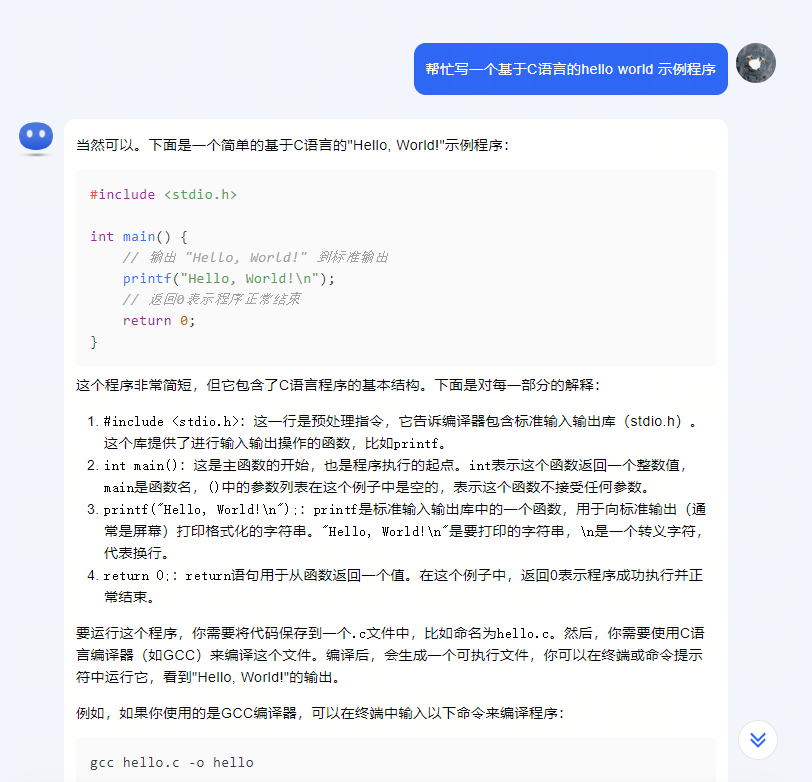 帮忙写一个基于C语言的hello world 示例程序
当然可以。下面是一个简单的基于C语言的"Hello, World!"示例程序：
#include <stdio.h>
int main() {
    // 输出 "Hello, World!" 到标准输出
    printf("Hello, World!\n");
    // 返回0表示程序正常结束
    return 0;
}
这个程序非常简短，但它包含了C语言程序的基本结构。下面是对每一部分的解释：
1. #include <stdio.h>：这一行是预处理指令，它告诉编译器包含标准输入输出库（stdio.h）。
这个库提供了进行输入输出操作的函数，比如printf。
2. int main()：这是主函数的开始，也是程序执行的起点。int表示这个函数返回一个整数值，
main是函数名，()中的参数列表在这个例子中是空的，表示这个函数不接受任何参数。
3. printf("Hello, World!\n");：printf是标准输入输出库中的一个函数，用于向标准输出（通
常是屏幕）打印格式化的字符串。"Hello, World!\n"是要打印的字符串，\n是一个转义字符，
代表换行。
4. return 0;：return语句用于从函数返回一个值。在这个例子中，返回0表示程序成功执行并正
常结束。
要运行这个程序，你需要将代码保存到一个.c文件中，比如命名为hello.c。然后，你需要使用C语
言编译器（如GCC）来编译这个文件。编译后，会生成一个可执行文件，你可以在终端或命令提示
符中运行它，看到"Hello, World!"的输出。
例如，如果你使用的是GCC编译器，可以在终端中输入以下命令来编译程序：
gcc hello.c -o hello